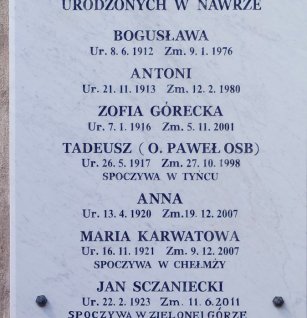 URODZONYCH W NAWRZE
BOGUSŁAWA
Ur. 8. 6. 1912 Zm. 9. 1. 1976
ANTONI
Ur. 21. 11. 1913 Zm. 12. 2. 1980
ZOFIA GÓRECKA
Ur. 7. 1. 1916 Zm. 5. 11. 2001
TADEUSZ ( O. PAWEŁ OSB)
Ur. 26. 5. 1917 Zm. 27. 10. 1998
SPOCZYWA W TYŃCU
ANNA
Ur. 13. 4. 1920 Zm. 19. 12. 2007
MARIA KARWATOWA
Ur. 16. 11. 1921 Zm. 9. 12. 2007
SPOCZYWA W CHEŁMŻY
JAN SCZANIECKI
Ur. 22. 2. 1923 Zm. 11. 6. 2011
SPOCZYWA W ZIELONEJ GÓRZE